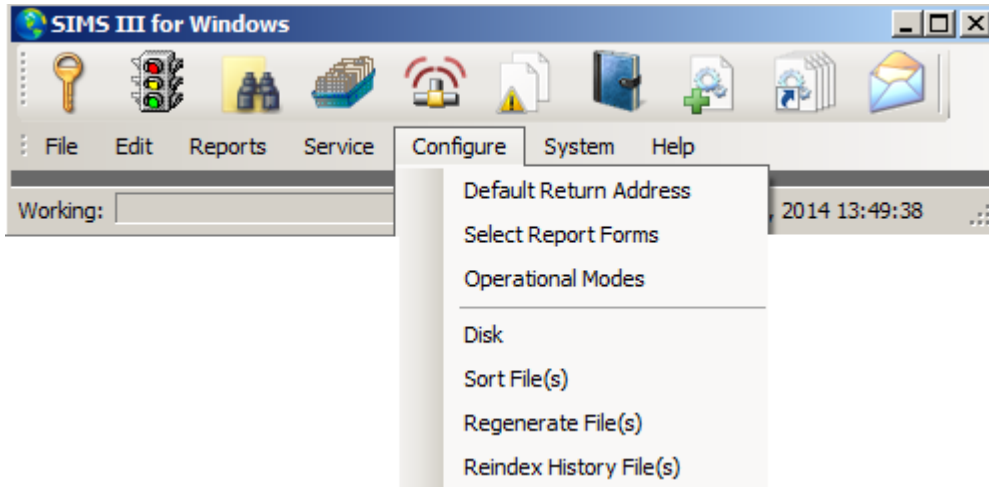 SIMS III for Windows
File Edit Reports Service Configure System Help
Working: , 2014 13:49:38
Default Return Address
Select Report Forms
Operational Modes
Disk
Sort File(s)
Regenerate File(s)
Reindex History File(s)